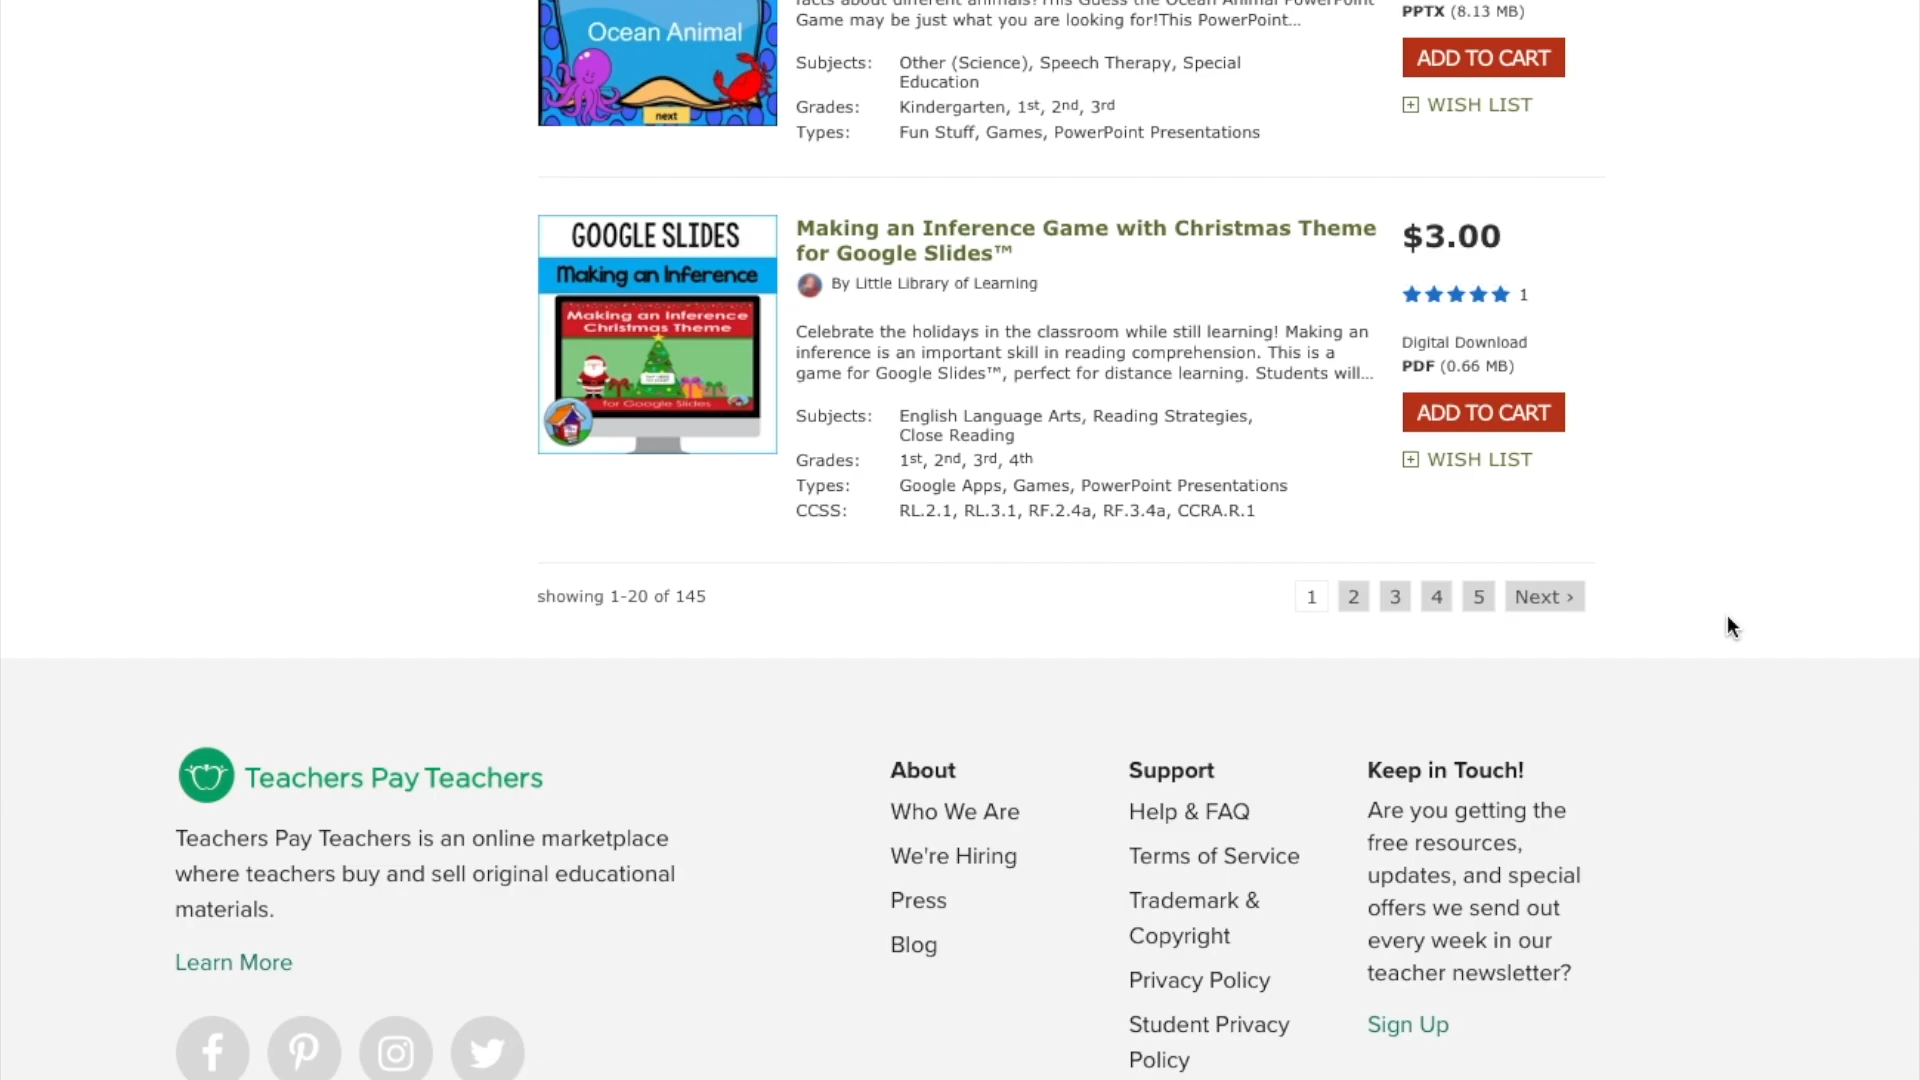 Ocean Animal
next
Game may be just what you are looking for!This PowerPoint...
Subjects: Other (Science), Speech Therapy, Special
Education
Grades: Kindergarten, 1st, 2nd, 3rd
Types: Fun Stuff, Games, PowerPoint Presentations
PPTX (8.13 MB)
ADD TO CART
WISH LIST
GOOGLE SLIDES
Making an Inference
Making an Inference
Christmas Theme
for Google Slides
Making an Inference Game with Christmas Theme
for Google Slides™
By Little Library of Learning
Celebrate the holidays in the classroom while still learning! Making an
inference is an important skill in reading comprehension. This is a
game for Google Slides™, perfect for distance learning. Students will...
Subjects: English Language Arts, Reading Strategies,
Close Reading
Grades: 1st, 2nd, 3rd, 4th
Types: Google Apps, Games, PowerPoint Presentations
CCSS: RL.2.1, RL.3.1, RF.2.4a, RF.3.4a, CCRA.R.1
$3.00
1
Digital Download
PDF (0.66 MB)
ADD TO CART
WISH LIST
showing 1-20 of 145
1 2 3 4 5 Next ›
Teachers Pay Teachers
Teachers Pay Teachers is an online marketplace
where teachers buy and sell original educational
materials.
Learn More
About
Who We Are
We're Hiring
Press
Blog
Support
Help & FAQ
Terms of Service
Trademark &
Copyright
Privacy Policy
Student Privacy
Policy
Keep in Touch!
Are you getting the
free resources,
updates, and special
offers we send out
every week in our
teacher newsletter?
Sign Up